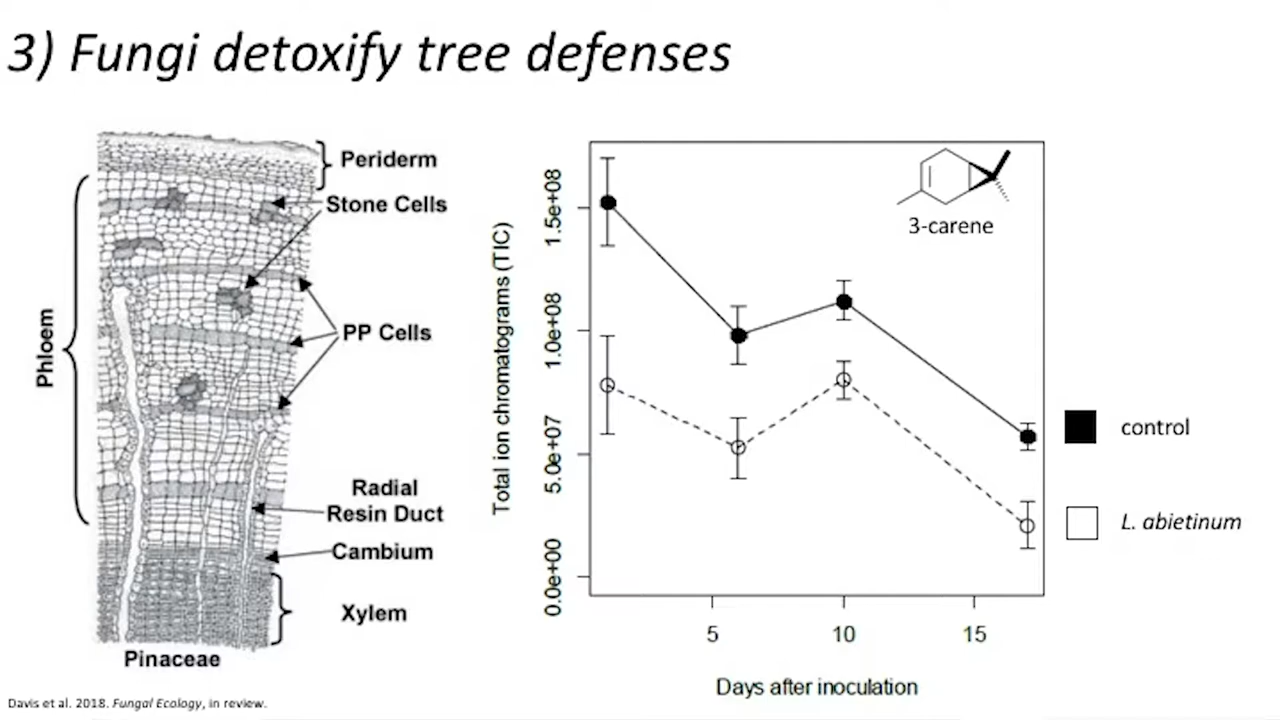 3) Fungi detoxify tree defenses
Periderm
Stone Cells
PP Cells
Phloem
Radial
Resin Duct
Cambium
Xylem
Pinaceae
Total ion chromatograms (TIC)
1.5e+08
1.0e+08
5.0e+07
0.0e+00
3-carene
5 10 15
Days after inoculation
control
L. abietinum
Davis et al. 2018. Fungal Ecology, in review.